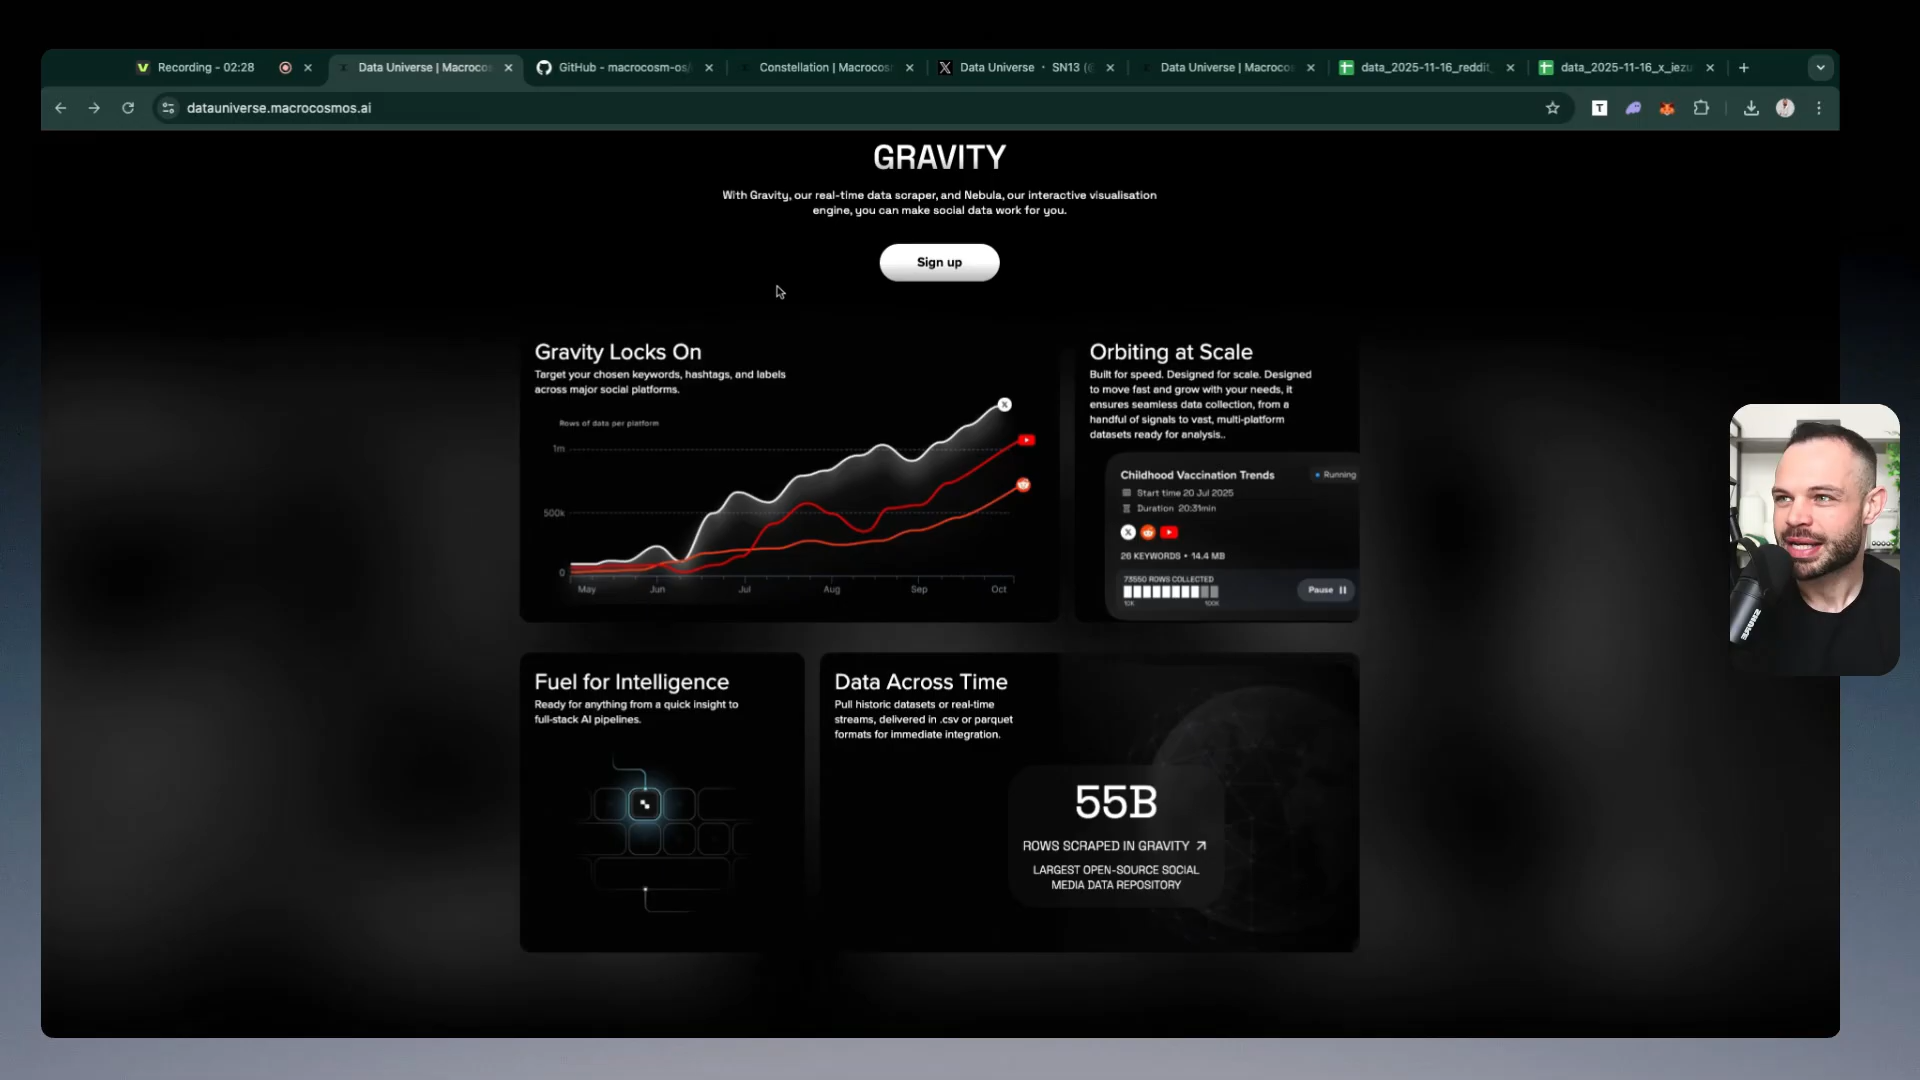 Recording - 02:28
Data Universe | Macroco
GitHub - macrocosm-os/
Constellation | Macrocos
Data Universe · SN13 (@
Data Universe | Macroco
data_2025-11-16_reddit
data_2025-11-16_x_iezu
datauniverse.macrocosmos.ai
GRAVITY
With Gravity, our real-time data scraper, and Nebula, our interactive visualisation
engine, you can make social data work for you.
Sign up
Gravity Locks On
Target your chosen keywords, hashtags, and labels
across major social platforms.
Rows of data per platform
1m
500k
0
May Jun Jul Aug Sep Oct
Orbiting at Scale
Built for speed. Designed for scale. Designed
to move fast and grow with your needs, it
ensures seamless data collection, from a
handful of signals to vast, multi-platform
datasets ready for analysis..
Childhood Vaccination Trends
Running
Start time 20 Jul 2025
Duration 20:31min
26 KEYWORDS • 14.4 MB
73550 ROWS COLLECTED
10K 100K
Pause
Fuel for Intelligence
Ready for anything from a quick insight to
full-stack AI pipelines.
Data Across Time
Pull historic datasets or real-time
streams, delivered in .csv or parquet
formats for immediate integration.
55B
ROWS SCRAPED IN GRAVITY
LARGEST OPEN-SOURCE SOCIAL
MEDIA DATA REPOSITORY
SHURE